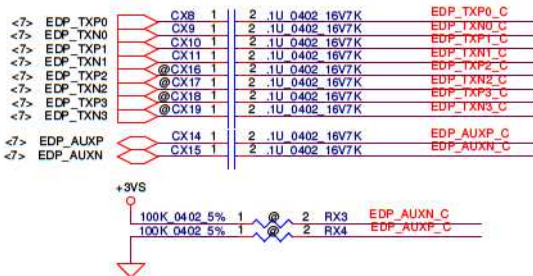 <7> EDP_TXP0 CX8 1 2 .1U_0402_16V7K EDP_TXP0_C
<7> EDP_TXN0 CX9 1 2 .1U_0402_16V7K EDP_TXN0_C
<7> EDP_TXP1 CX10 1 2 .1U_0402_16V7K EDP_TXP1_C
<7> EDP_TXN1 CX11 1 2 .1U_0402_16V7K EDP_TXN1_C
<7> EDP_TXP2 @CX16 1 2 .1U_0402_16V7K EDP_TXP2_C
<7> EDP_TXN2 @CX17 1 2 .1U_0402_16V7K EDP_TXN2_C
<7> EDP_TXP3 @CX18 1 2 .1U_0402_16V7K EDP_TXP3_C
<7> EDP_TXN3 @CX19 1 2 .1U_0402_16V7K EDP_TXN3_C
<7> EDP_AUXP CX14 1 2 .1U_0402_16V7K EDP_AUXP_C
<7> EDP_AUXN CX15 1 2 .1U_0402_16V7K EDP_AUXN_C
+3VS
100K_0402_5% 1 @ 2 RX3 EDP_AUXN_C
100K_0402_5% 1 @ 2 RX4 EDP_AUXP_C